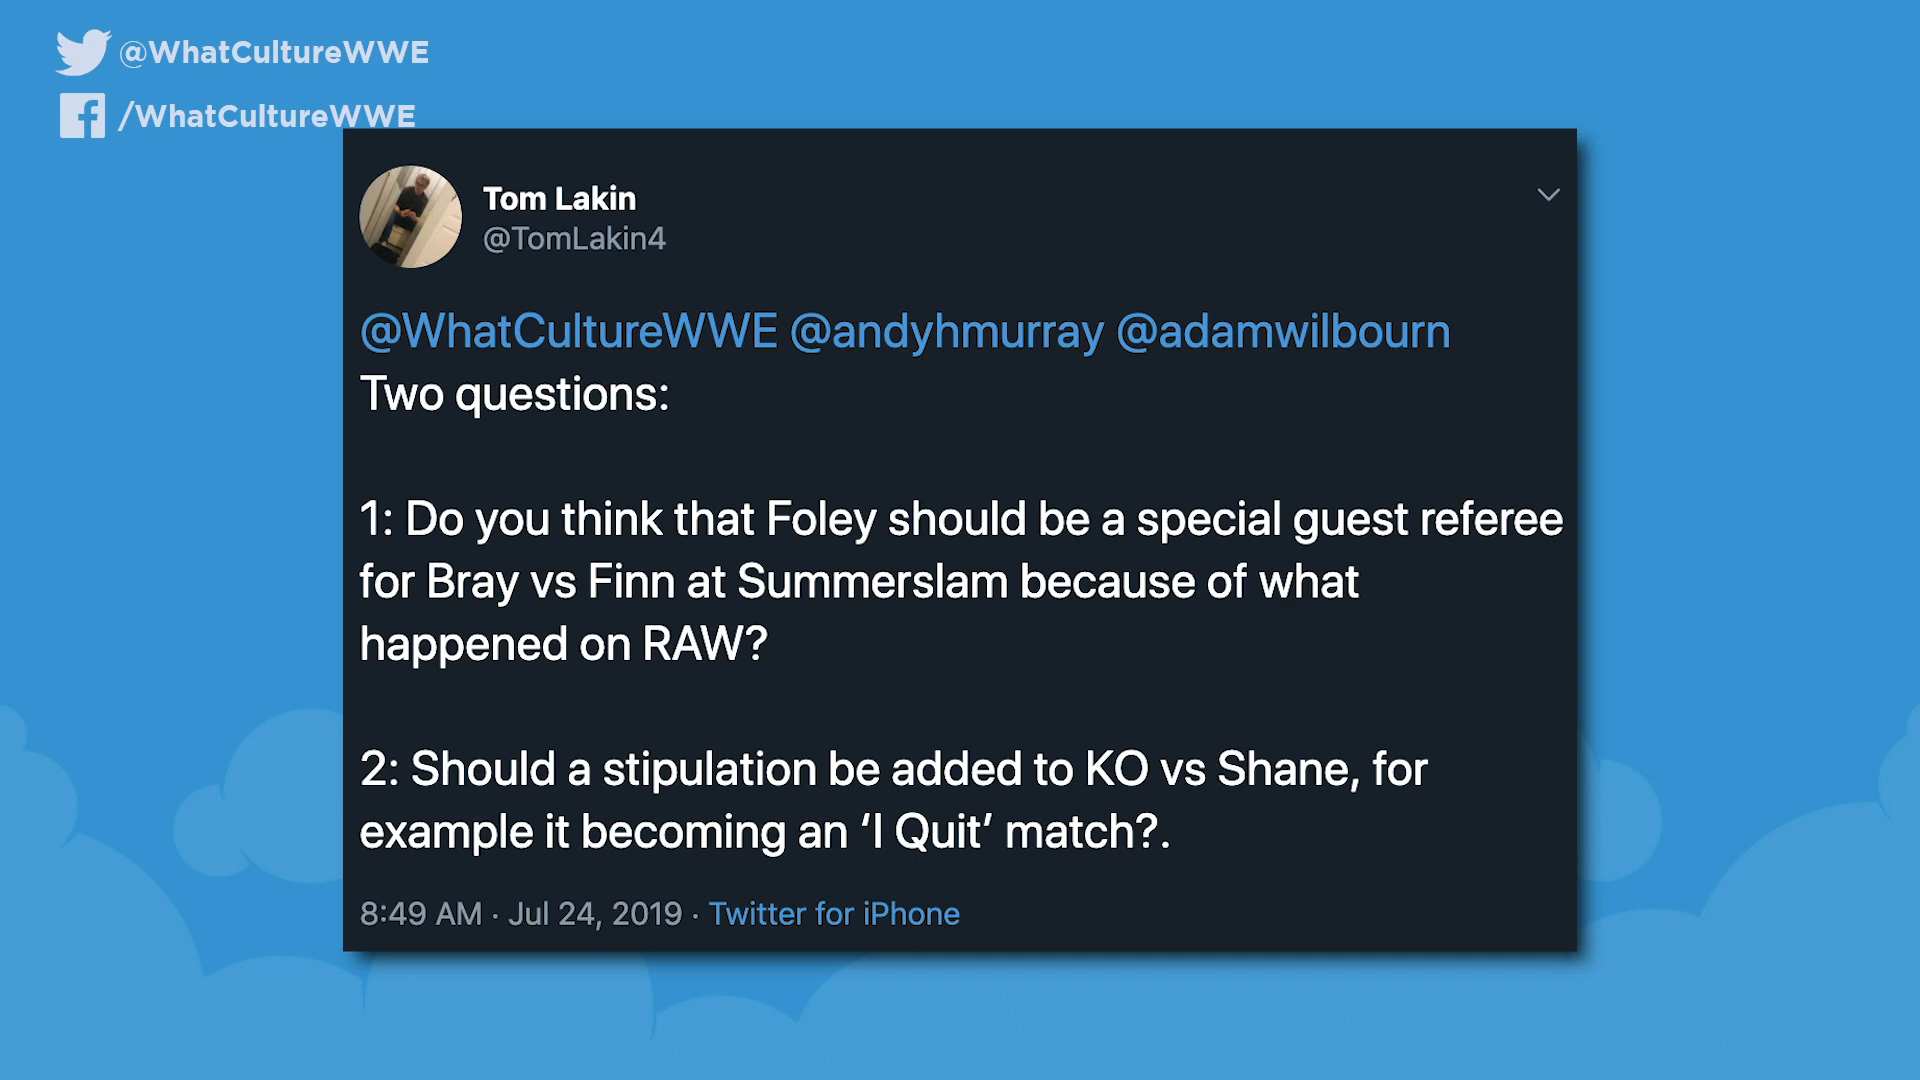 @WhatCultureWWE
/WhatCultureWWE
Tom Lakin
@TomLakin4
@WhatCultureWWE @andyhmurray @adamwilbourn
Two questions:
1: Do you think that Foley should be a special guest referee
for Bray vs Finn at Summerslam because of what
happened on RAW?
2: Should a stipulation be added to KO vs Shane, for
example it becoming an ‘I Quit’ match?.
8:49 AM · Jul 24, 2019 · Twitter for iPhone